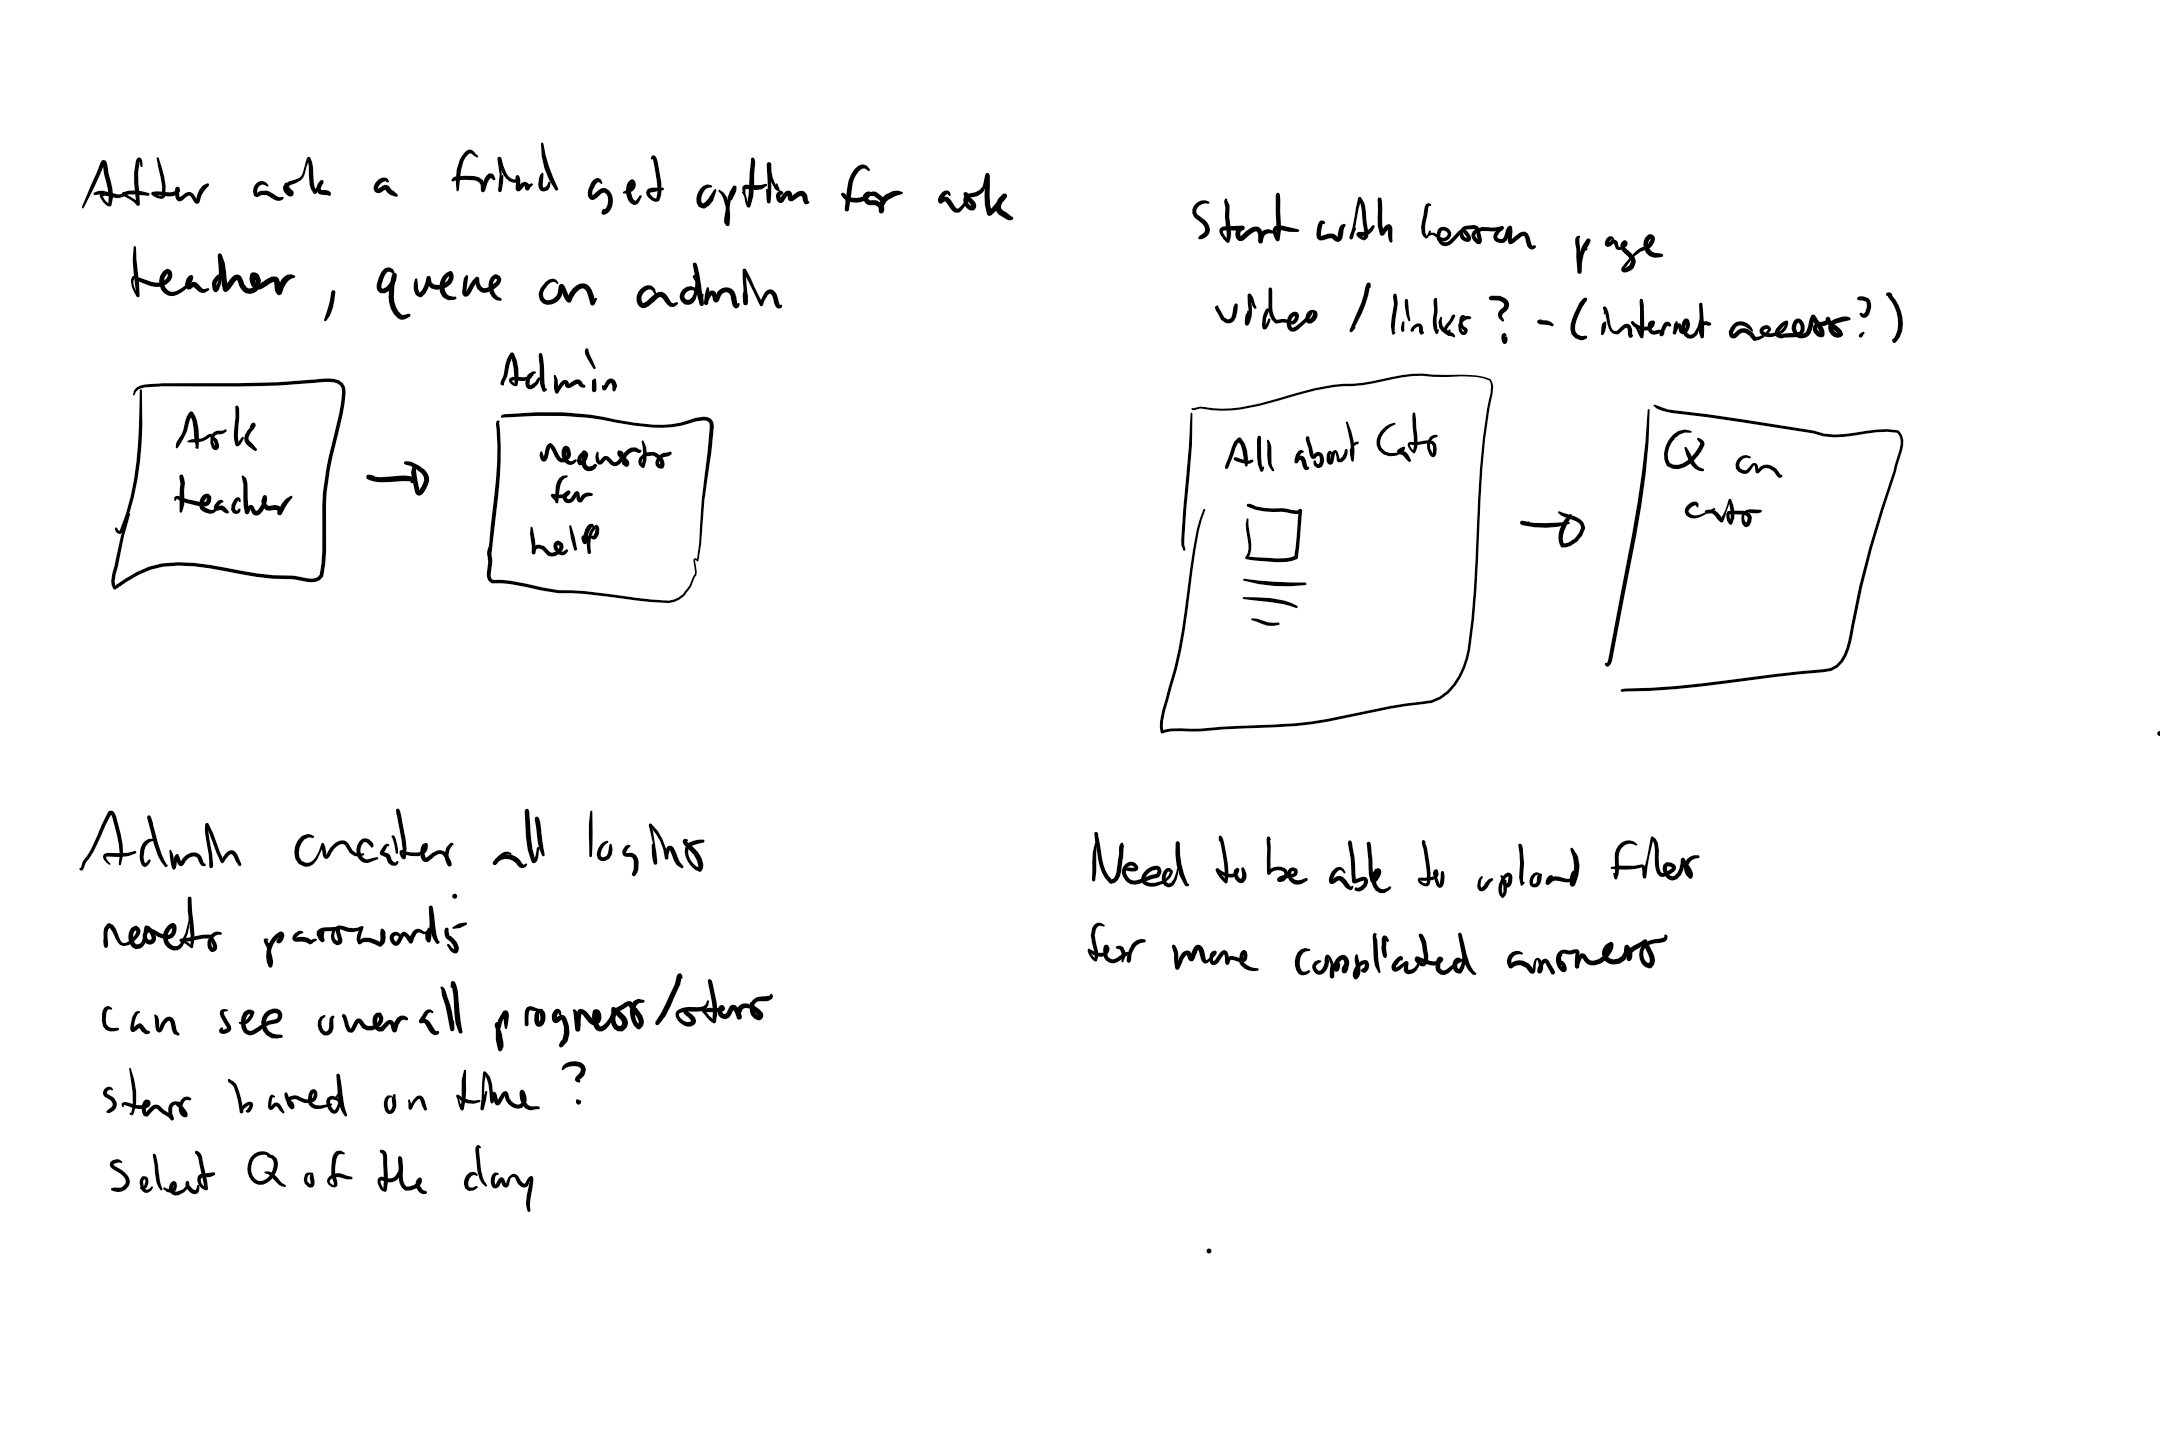 After ask a friend get option for ask
teacher, queue on admin
Ask
teacher
Admin
requests
for
help
Start with lesson page
video / links? - (internet access?)
All about Cats
Q on
cats
Admin creates all logins
resets passwords
can see overall progress/stars
stars based on time?
Select Q of the day
Need to be able to upload files
for more complicated answers